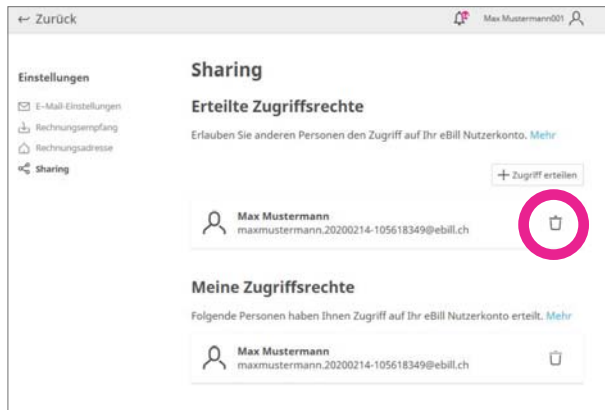 ← Zurück
Max Mustermann001
Einstellungen
E-Mail-Einstellungen
Rechnungsempfang
Rechnungsadresse
Sharing
Sharing
Erteilte Zugriffsrechte
Erlauben Sie anderen Personen den Zugriff auf Ihr eBill Nutzerkonto. Mehr
+ Zugriff erteilen
Max Mustermann
maxmustermann.20200214-105618349@ebill.ch
Meine Zugriffsrechte
Folgende Personen haben Ihnen Zugriff auf Ihr eBill Nutzerkonto erteilt. Mehr
Max Mustermann
maxmustermann.20200214-105618349@ebill.ch